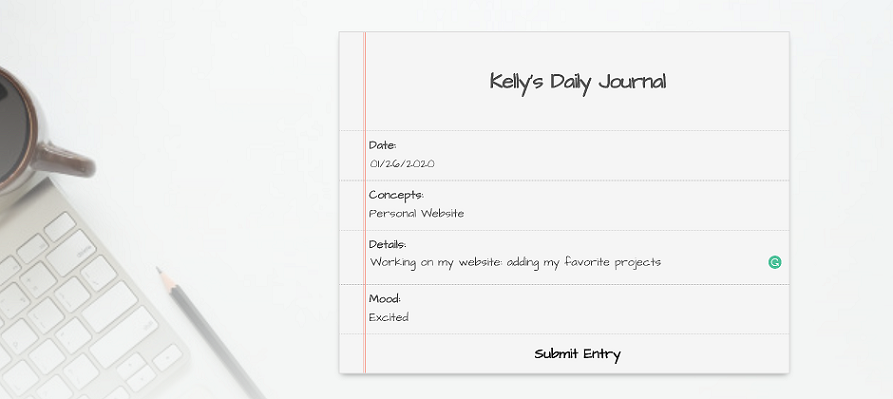 Kelly's Daily Journal
Date:
01/26/2020
Concepts:
Personal Website
Details:
Working on my website: adding my favorite projects
Mood:
Excited
Submit Entry